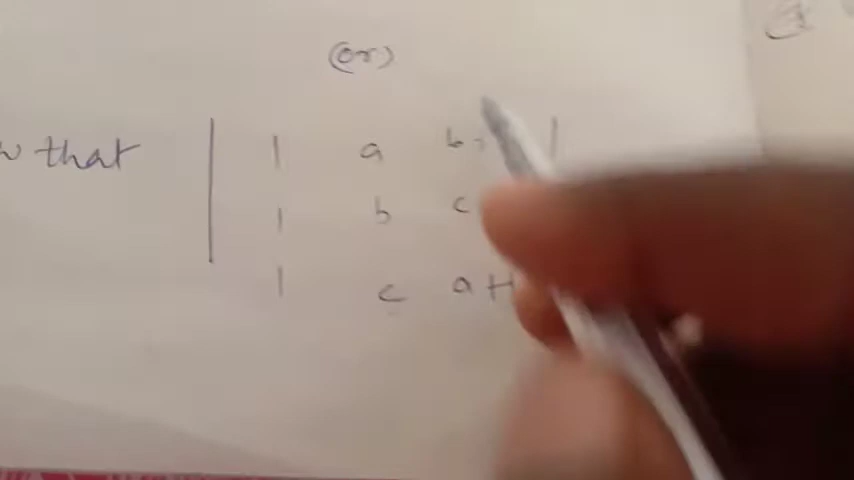 (or)
that | 1 a b+ |
1 b c
1 c a+